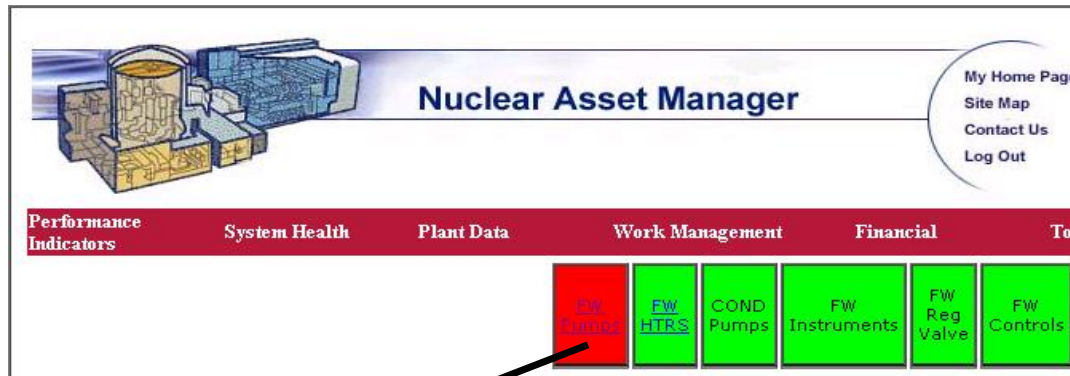 Nuclear Asset Manager
My Home Page
Site Map
Contact Us
Log Out
Performance
Indicators
System Health
Plant Data
Work Management
Financial
To
FW
Pumps
FW
HTRS
COND
Pumps
FW
Instruments
FW
Reg
Valve
FW
Controls